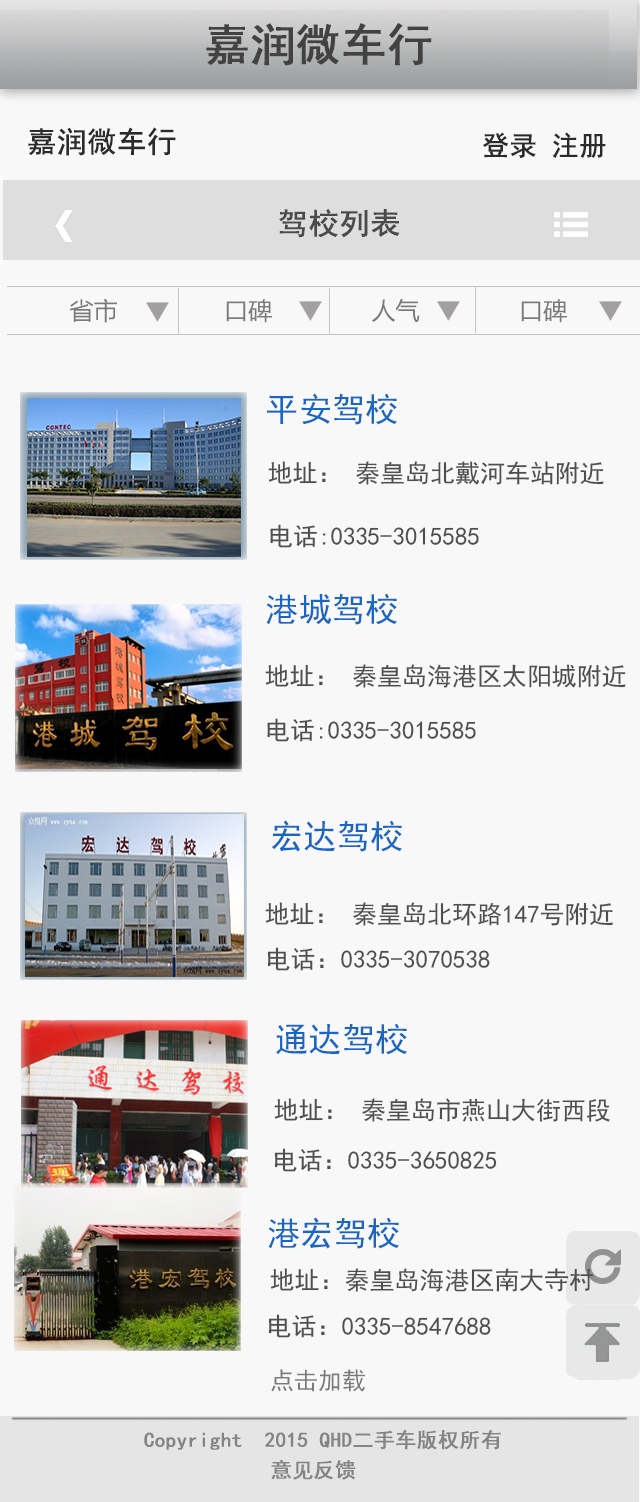 嘉润微车行
嘉润微车行
登录 注册
驾校列表
省市 口碑 人气 口碑
CONTEC
平安驾校
地址： 秦皇岛北戴河车站附近
电话:0335-3015585
港城驾校
港城驾校
港城驾校
地址： 秦皇岛海港区太阳城附近
电话:0335-3015585
宏达驾校
宏达驾校
地址： 秦皇岛北环路147号附近
电话：0335-3070538
通达驾校
通达驾校
地址： 秦皇岛市燕山大街西段
电话：0335-3650825
港宏驾校
港宏驾校
地址：秦皇岛海港区南大寺村
电话：0335-8547688
点击加载
Copyright 2015 QHD二手车版权所有
意见反馈